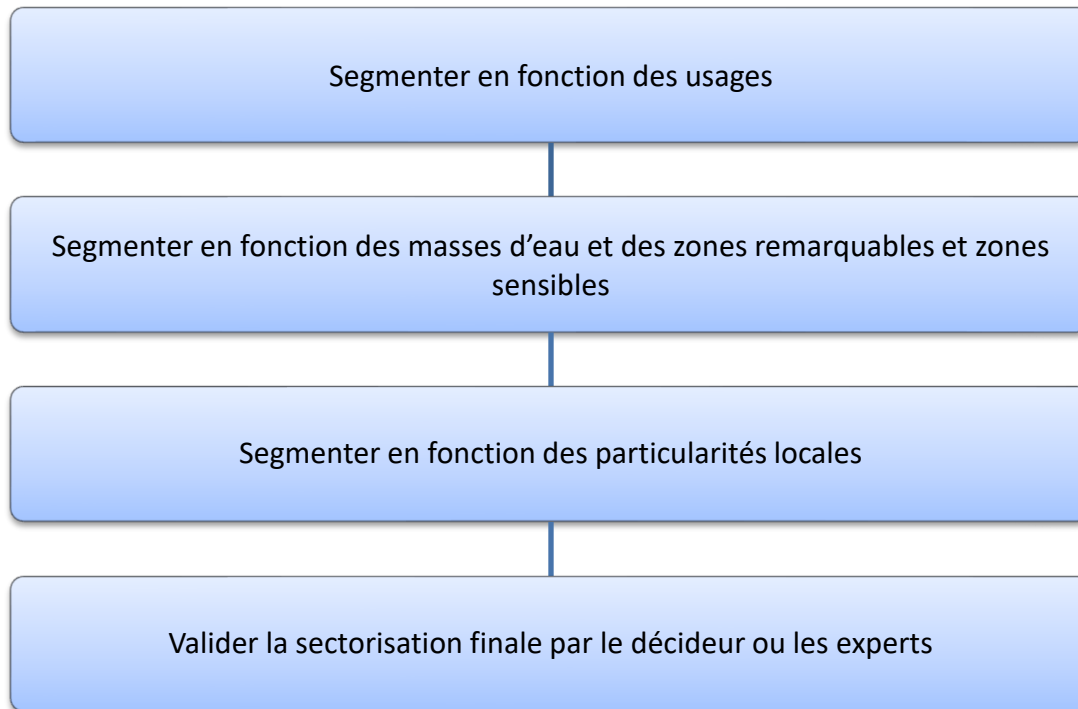 Segmenter en fonction des usages
Segmenter en fonction des masses d’eau et des zones remarquables et zones
sensibles
Segmenter en fonction des particularités locales
Valider la sectorisation finale par le décideur ou les experts